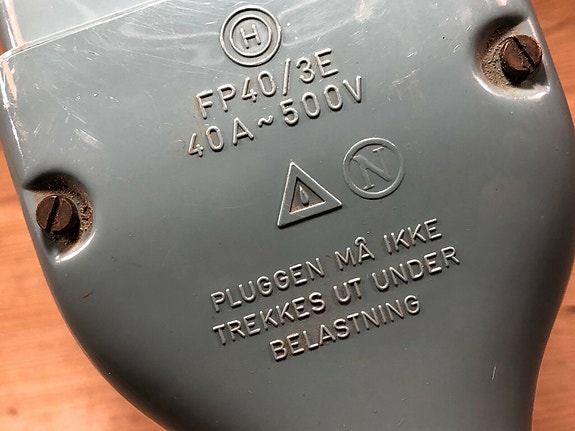 H
FP40/3E
40A~500V
N
PLUGGEN MÅ IKKE
TREKKES UT UNDER
BELASTNING